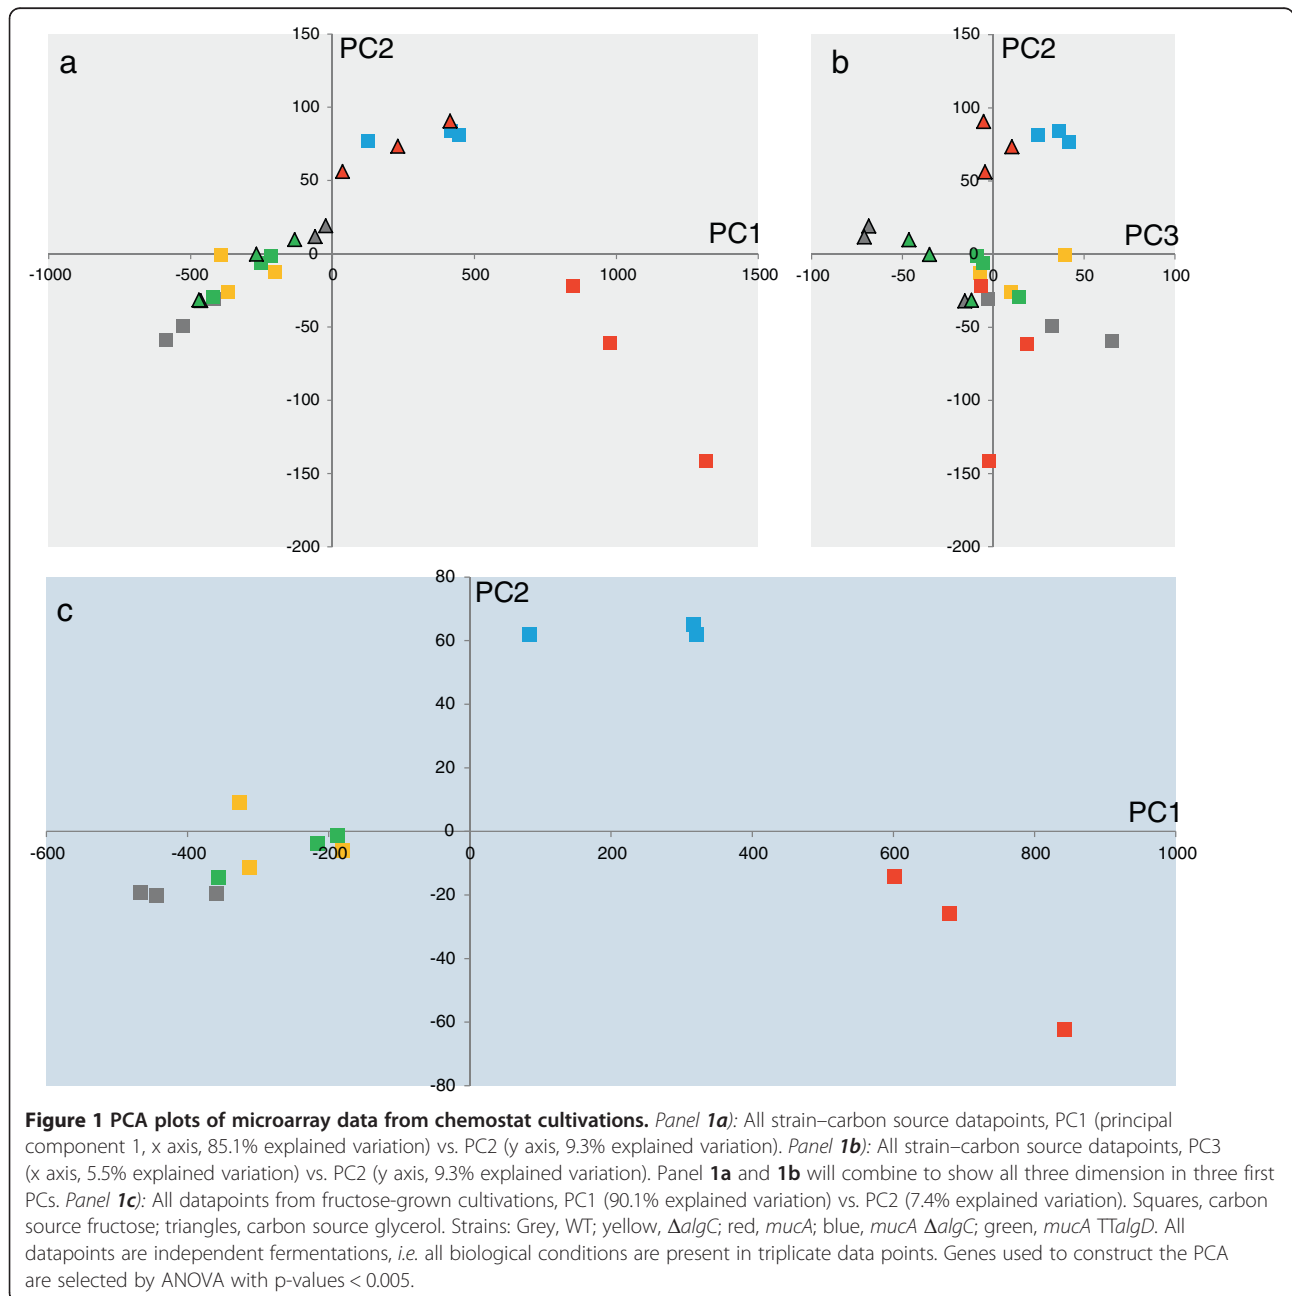 a
PC2
150
100
50
0
-50
-100
-150
-200
-1000
-500
0
500
1000
1500
PC1
b
PC2
150
100
50
0
-50
-100
-150
-200
-100
-50
0
50
100
PC3
c
PC2
80
60
40
20
0
-20
-40
-60
-80
-600
-400
-200
0
200
400
600
800
1000
PC1
Figure 1 PCA plots of microarray data from chemostat cultivations. Panel 1a): All strain–carbon source datapoints, PC1 (principal
component 1, x axis, 85.1% explained variation) vs. PC2 (y axis, 9.3% explained variation). Panel 1b): All strain–carbon source datapoints, PC3
(x axis, 5.5% explained variation) vs. PC2 (y axis, 9.3% explained variation). Panel 1a and 1b will combine to show all three dimension in three first
PCs. Panel 1c): All datapoints from fructose-grown cultivations, PC1 (90.1% explained variation) vs. PC2 (7.4% explained variation). Squares, carbon
source fructose; triangles, carbon source glycerol. Strains: Grey, WT; yellow, ΔalgC; red, mucA; blue, mucA ΔalgC; green, mucA TTalgD. All
datapoints are independent fermentations, i.e. all biological conditions are present in triplicate data points. Genes used to construct the PCA
are selected by ANOVA with p-values < 0.005.